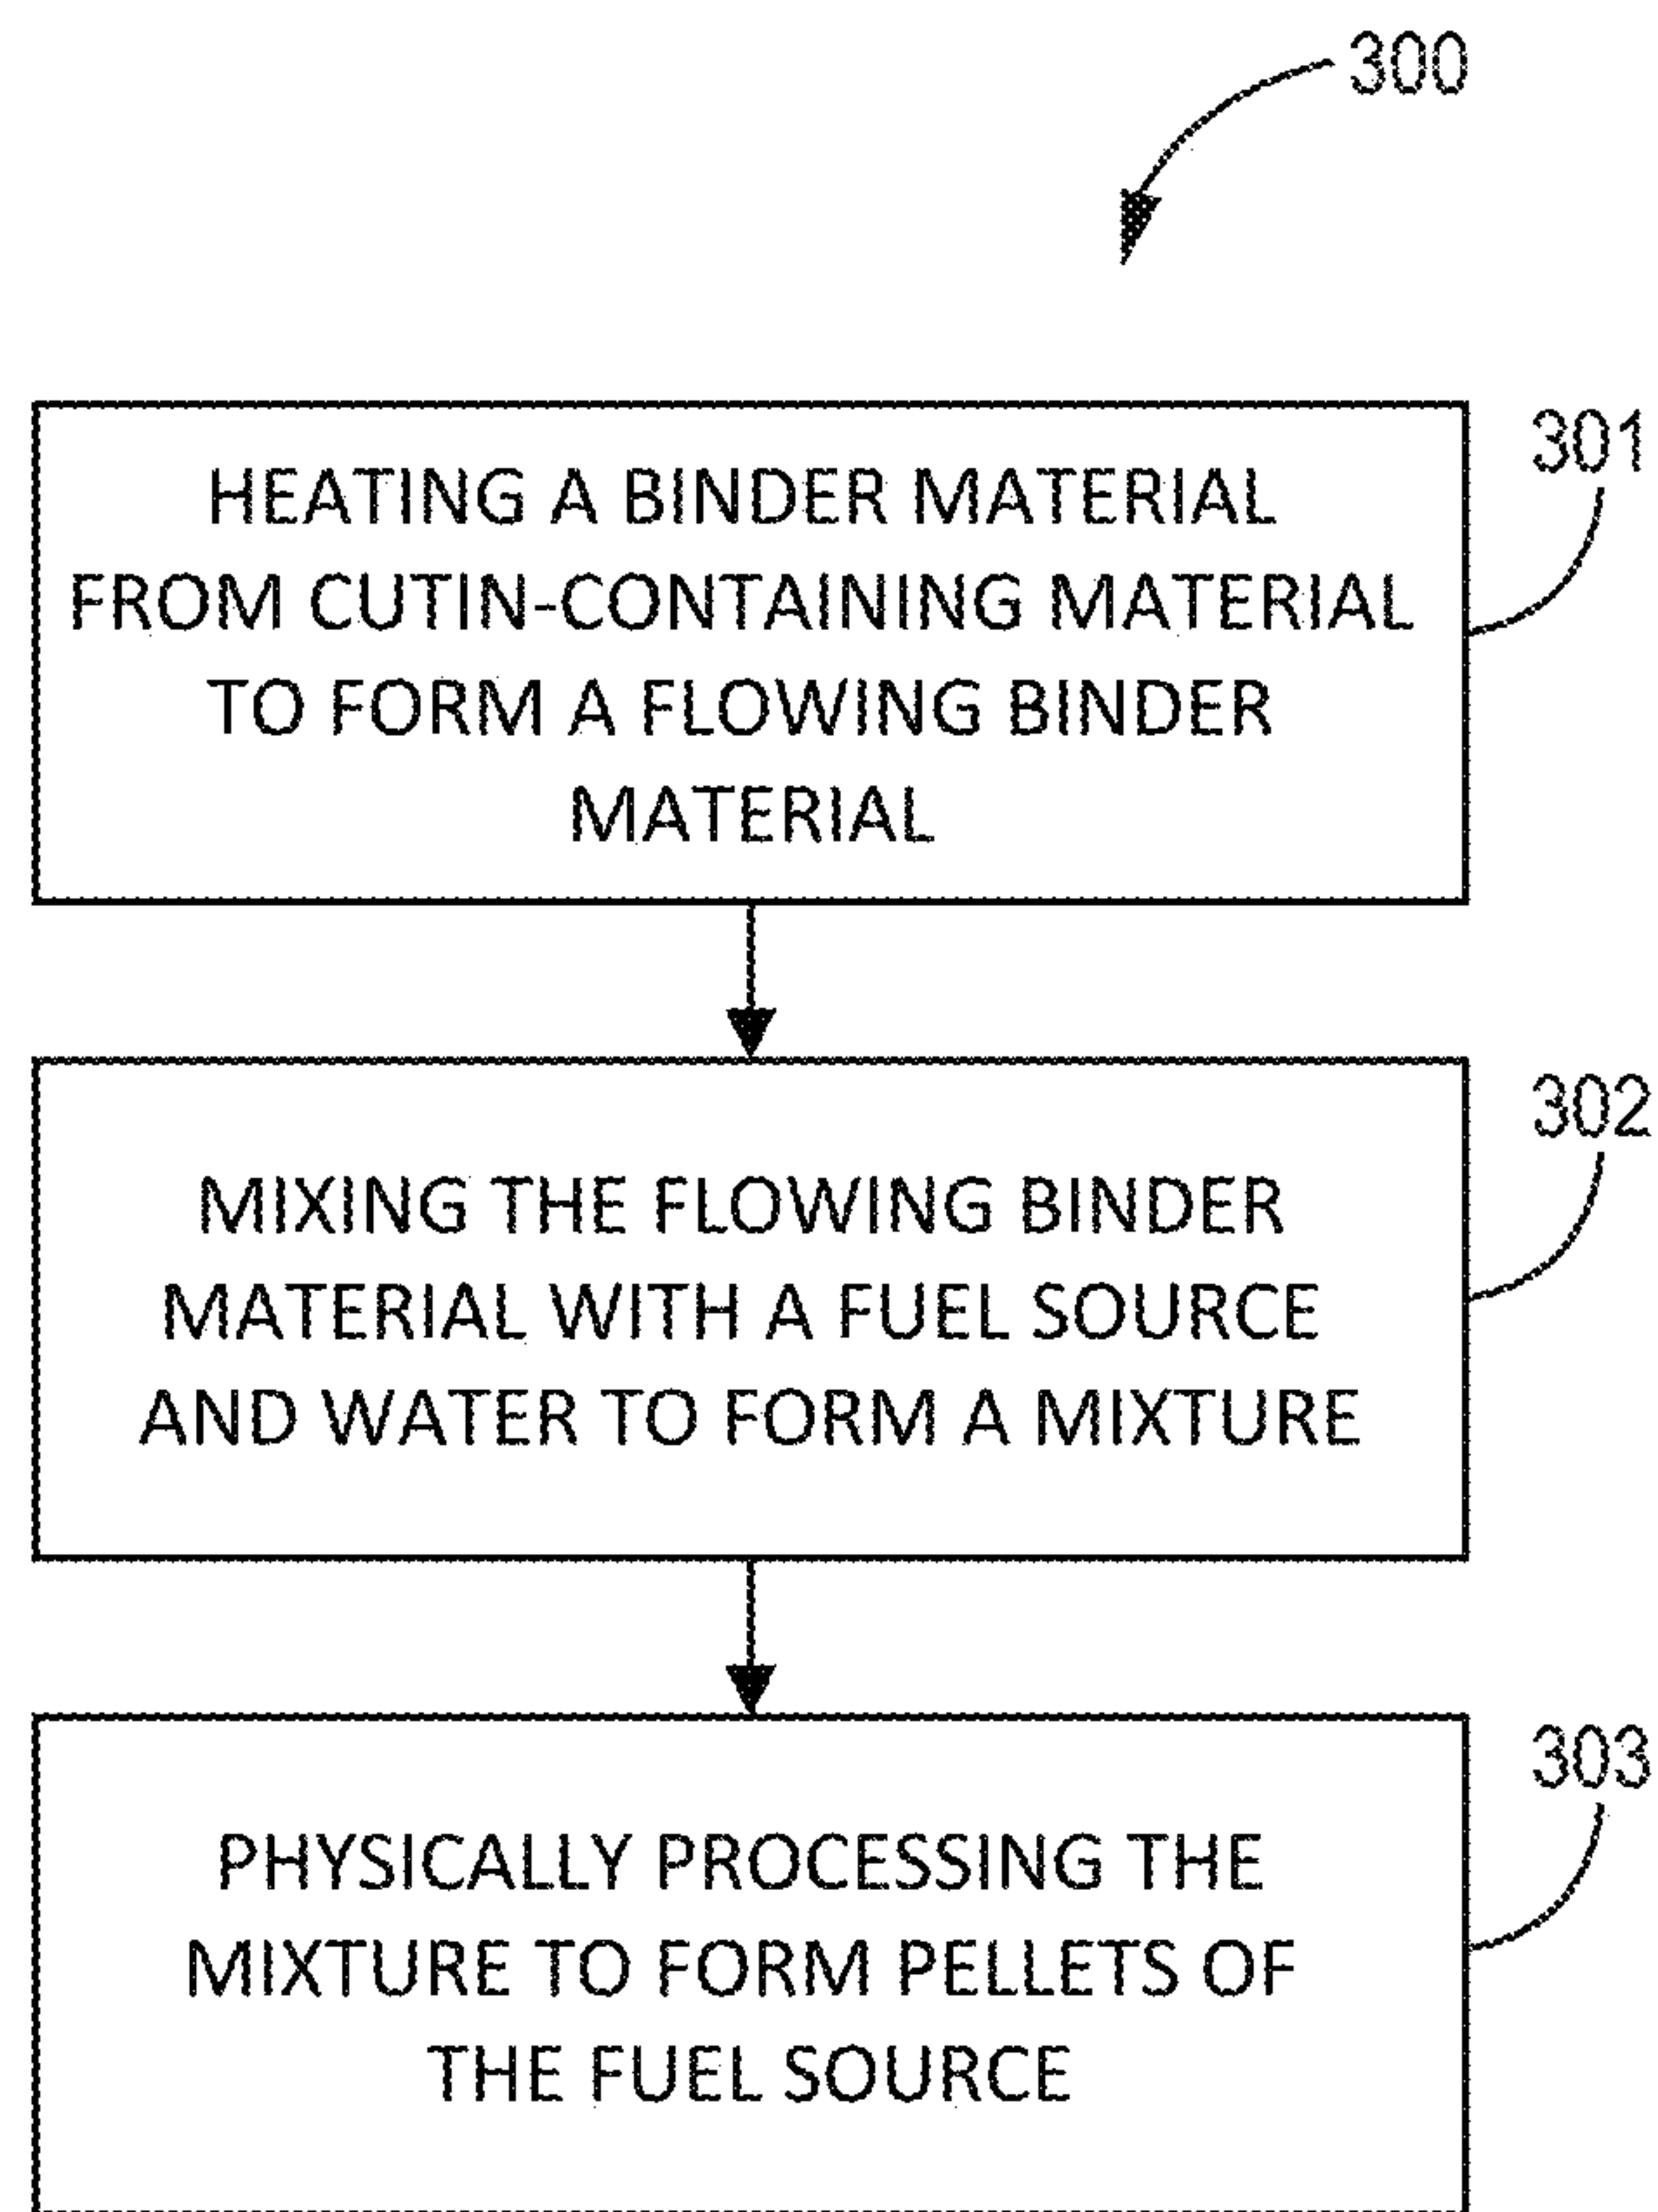 300
301
HEATING A BINDER MATERIAL
FROM CUTIN-CONTAINING MATERIAL
TO FORM A FLOWING BINDER
MATERIAL
302
MIXING THE FLOWING BINDER
MATERIAL WITH A FUEL SOURCE
AND WATER TO FORM A MIXTURE
303
PHYSICALLY PROCESSING THE
MIXTURE TO FORM PELLETS OF
THE FUEL SOURCE